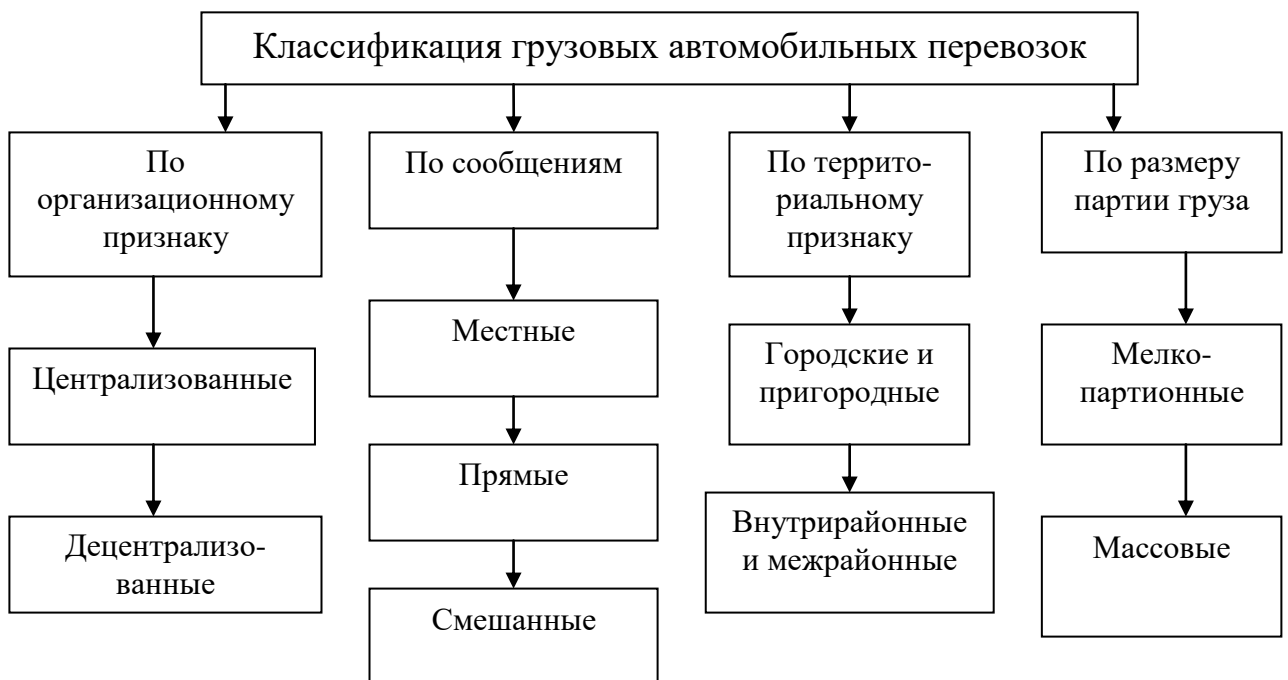 Классификация грузовых автомобильных перевозок
По
организационному
признаку
Централизованные
Децентрализо-
ванные
По сообщениям
Местные
Прямые
Смешанные
По террито-
риальному
признаку
Городские и
пригородные
Внутрирайонные
и межрайонные
По размеру
партии груза
Мелко-
партионные
Массовые